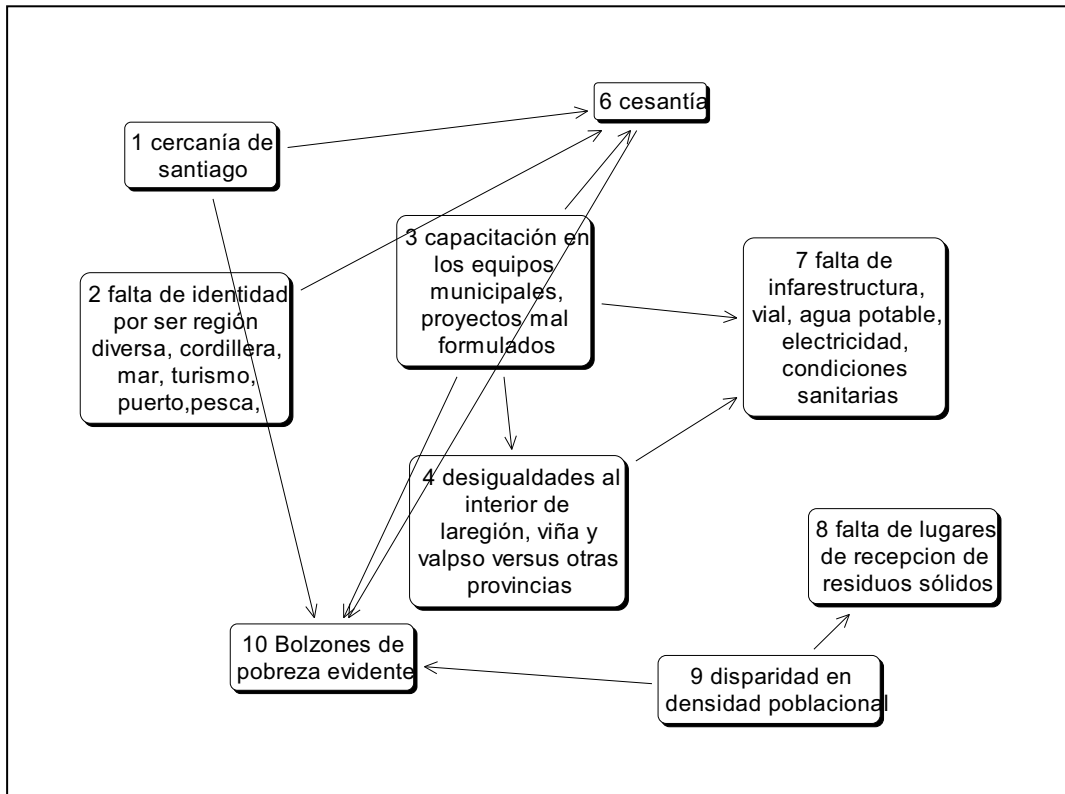 6 cesantía
1 cercanía de
santiago
3 capacitación en
los equipos
municipales,
proyectos mal
formulados
7 falta de
infarestructura,
vial, agua potable,
electricidad,
condiciones
sanitarias
2 falta de identidad
por ser región
diversa, cordillera,
mar, turismo,
puerto,pesca,
4 desigualdades al
interior de
laregión, viña y
valpso versus otras
provincias
8 falta de lugares
de recepcion de
residuos sólidos
10 Bolzones de
pobreza evidente
9 disparidad en
densidad poblacional